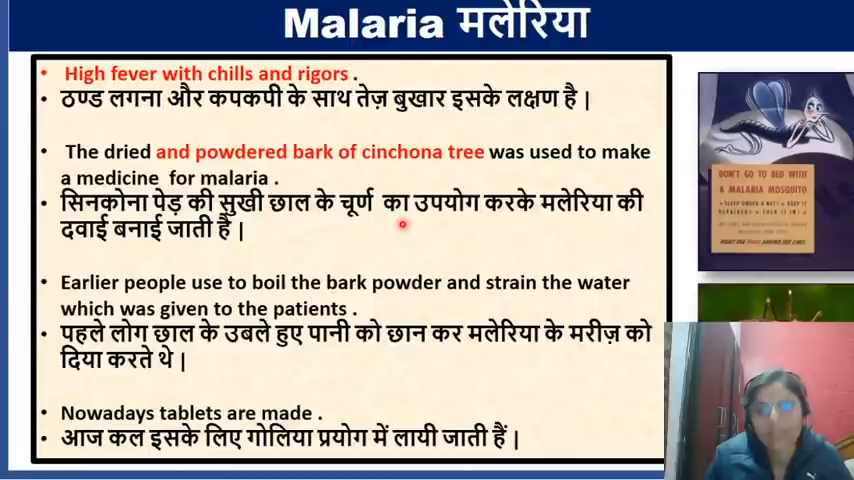 Malaria मलेरिया
• High fever with chills and rigors .
• ठण्ड लगना और कपकपी के साथ तेज़ बुखार इसके लक्षण है |
• The dried and powdered bark of cinchona tree was used to make
a medicine for malaria .
• सिनकोना पेड़ की सुखी छाल के चूर्ण का उपयोग करके मलेरिया की
दवाई बनाई जाती है |
• Earlier people use to boil the bark powder and strain the water
which was given to the patients .
• पहले लोग छाल के उबले हुए पानी को छान कर मलेरिया के मरीज़ को
दिया करते थे |
• Nowadays tablets are made .
• आज कल इसके लिए गोलिया प्रयोग में लायी जाती हैं |
DON'T GO TO BED WITH
A MALARIA MOSQUITO